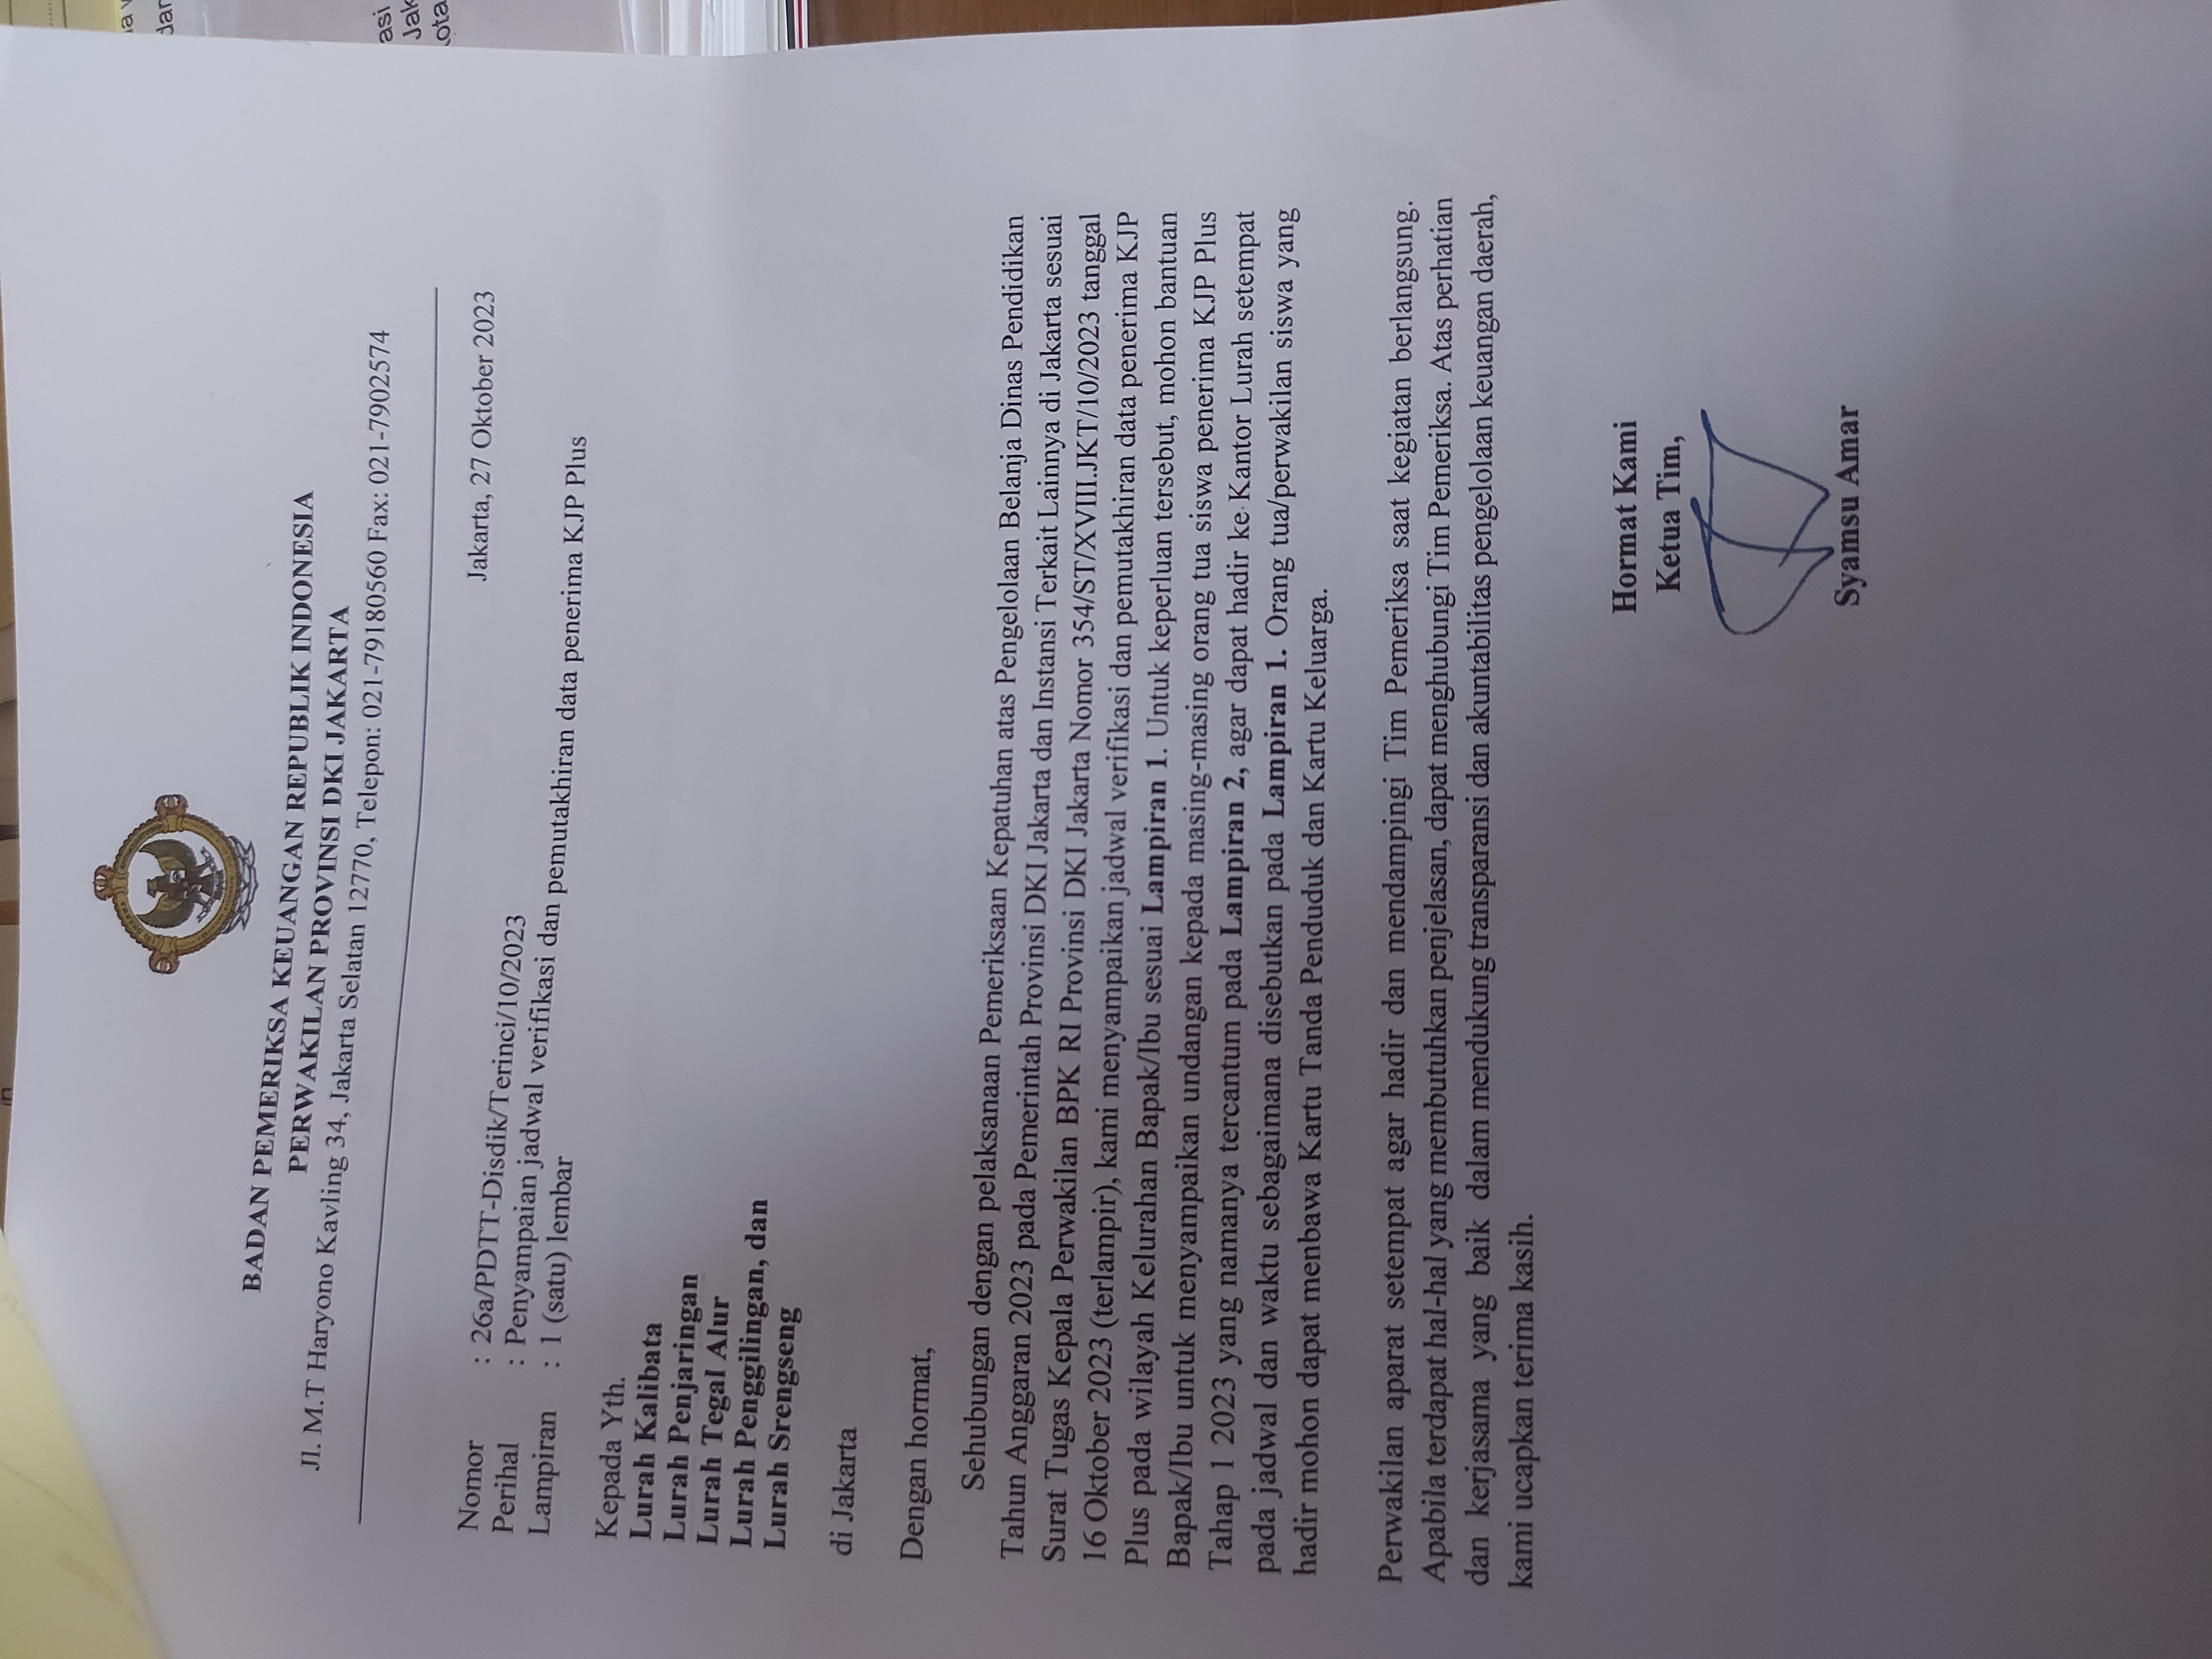 BADAN PEMERIKSA KEUANGAN REPUBLIK INDONESIA
PERWAKILAN PROVINSI DKI JAKARTA
Jl. M.T Haryono Kavling 34, Jakarta Selatan 12770, Telepon: 021-79180560 Fax: 021-7902574
Jakarta, 27 Oktober 2023
Nomor : 26a/PDTT-Disdik/Terinci/10/2023
Perihal : Penyampaian jadwal verifikasi dan pemutakhiran data penerima KJP Plus
Lampiran : 1 (satu) lembar
Kepada Yth.
Lurah Kalibata
Lurah Penjaringan
Lurah Tegal Alur
Lurah Penggilingan, dan
Lurah Srengseng
di Jakarta
Dengan hormat,
Sehubungan dengan pelaksanaan Pemeriksaan Kepatuhan atas Pengelolaan Belanja Dinas Pendidikan
Tahun Anggaran 2023 pada Pemerintah Provinsi DKI Jakarta dan Instansi Terkait Lainnya di Jakarta sesuai
Surat Tugas Kepala Perwakilan BPK RI Provinsi DKI Jakarta Nomor 354/ST/XVIII.JKT/10/2023 tanggal
16 Oktober 2023 (terlampir), kami menyampaikan jadwal verifikasi dan pemutakhiran data penerima KJP
Plus pada wilayah Kelurahan Bapak/Ibu sesuai Lampiran 1. Untuk keperluan tersebut, mohon bantuan
Bapak/Ibu untuk menyampaikan undangan kepada masing-masing orang tua siswa penerima KJP Plus
Tahap 1 2023 yang namanya tercantum pada Lampiran 2, agar dapat hadir ke Kantor Lurah setempat
pada jadwal dan waktu sebagaimana disebutkan pada Lampiran 1. Orang tua/perwakilan siswa yang
hadir mohon dapat menbawa Kartu Tanda Penduduk dan Kartu Keluarga.
Perwakilan aparat setempat agar hadir dan mendampingi Tim Pemeriksa saat kegiatan berlangsung.
Apabila terdapat hal-hal yang membutuhkan penjelasan, dapat menghubungi Tim Pemeriksa. Atas perhatian
dan kerjasama yang baik dalam mendukung transparansi dan akuntabilitas pengelolaan keuangan daerah,
kami ucapkan terima kasih.
Hormat Kami
Ketua Tim,
Syamsu Amar